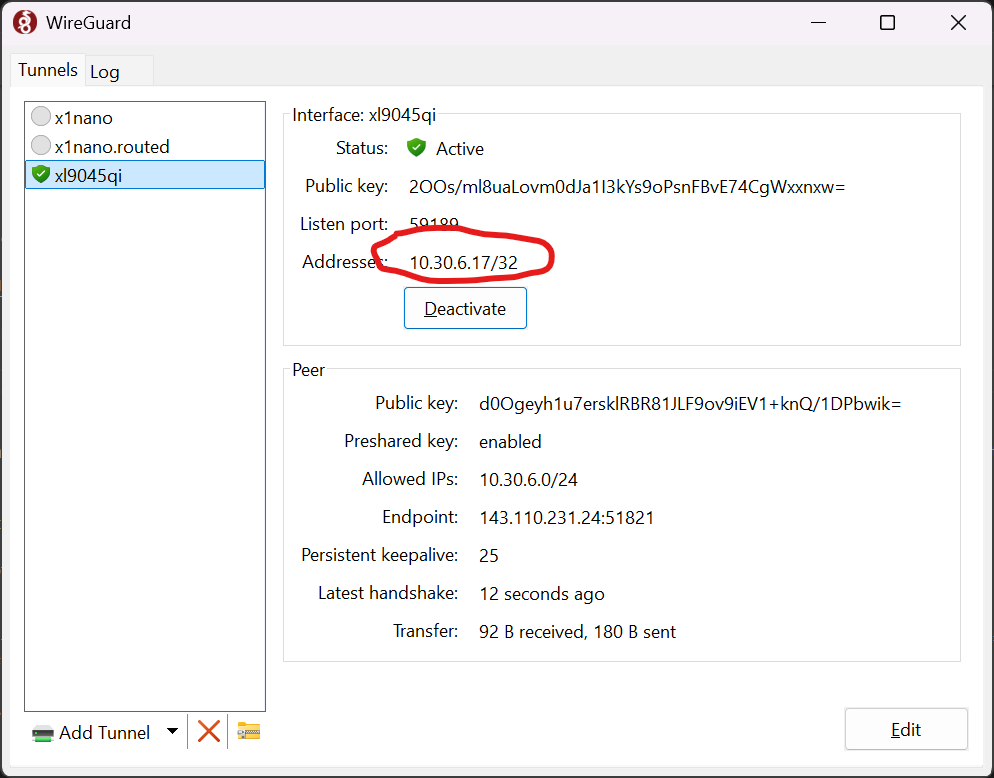 WireGuard
Tunnels
Log
x1nano
x1nano.routed
xl9045qi
Interface: xl9045qi
Status: Active
Public key: 2OOs/ml8uaLovm0dJa1I3kYs9oPsnFBvE74CgWxxnxw=
Listen port: 59189
Addresses: 10.30.6.17/32
Deactivate
Peer
Public key: d0Ogeyh1u7ersklRBR81JLF9ov9iEV1+knQ/1DPbwik=
Preshared key: enabled
Allowed IPs: 10.30.6.0/24
Endpoint: 143.110.231.24:51821
Persistent keepalive: 25
Latest handshake: 12 seconds ago
Transfer: 92 B received, 180 B sent
Add Tunnel
Edit